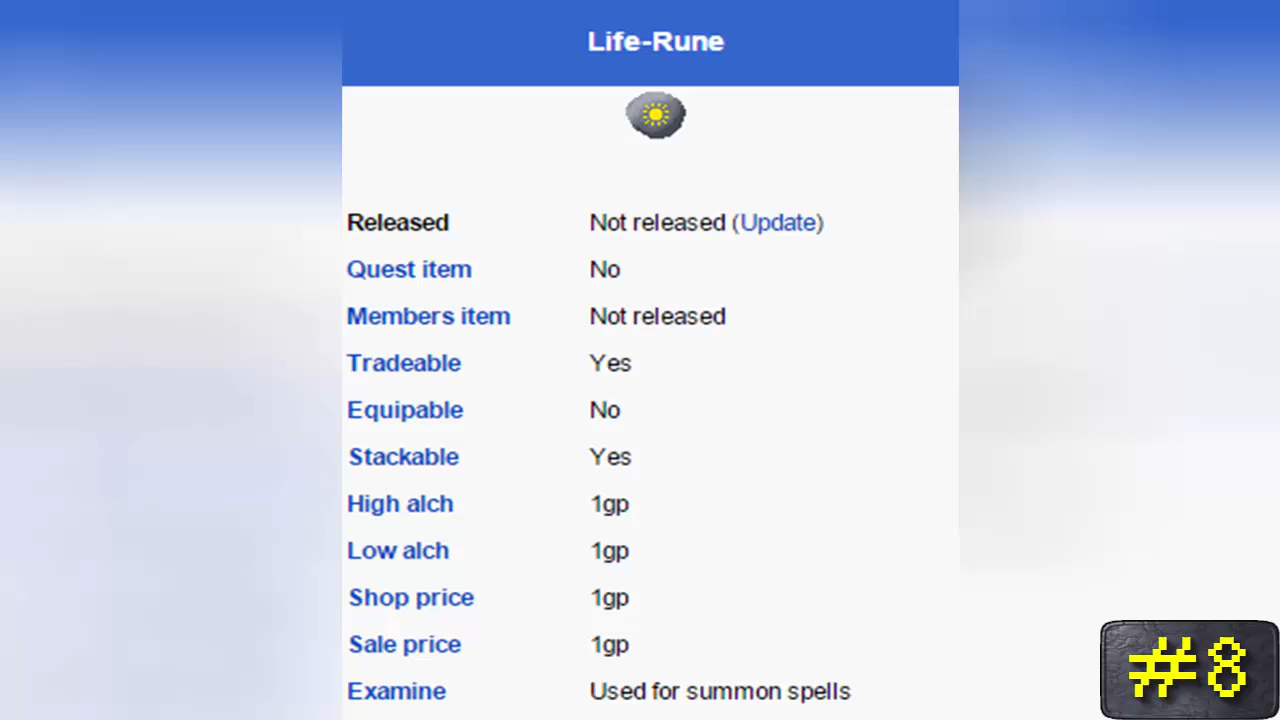 Life-Rune
Released Not released (Update)
Quest item No
Members item Not released
Tradeable Yes
Equipable No
Stackable Yes
High alch 1gp
Low alch 1gp
Shop price 1gp
Sale price 1gp
Examine Used for summon spells
#8